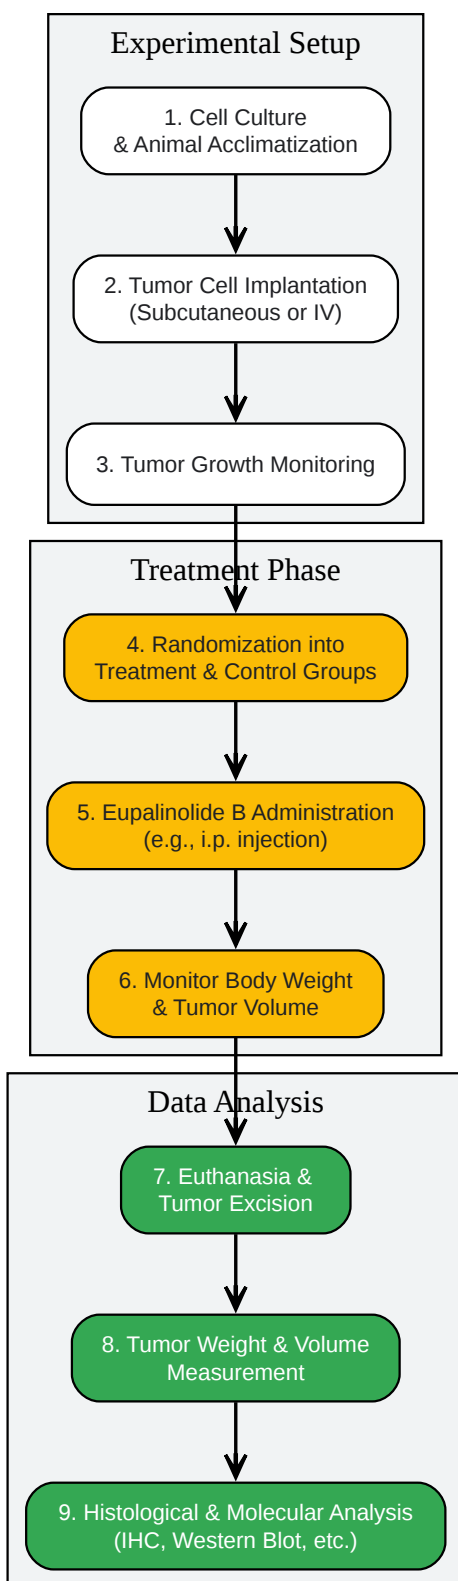 Experimental Setup
1. Cell Culture
& Animal Acclimatization
2. Tumor Cell Implantation
(Subcutaneous or IV)
3. Tumor Growth Monitoring
Treatment Phase
4. Randomization into
Treatment & Control Groups
5. Eupalinolide B Administration
(e.g., i.p. injection)
6. Monitor Body Weight
& Tumor Volume
Data Analysis
7. Euthanasia &
Tumor Excision
8. Tumor Weight & Volume
Measurement
9. Histological & Molecular Analysis
(IHC, Western Blot, etc.)